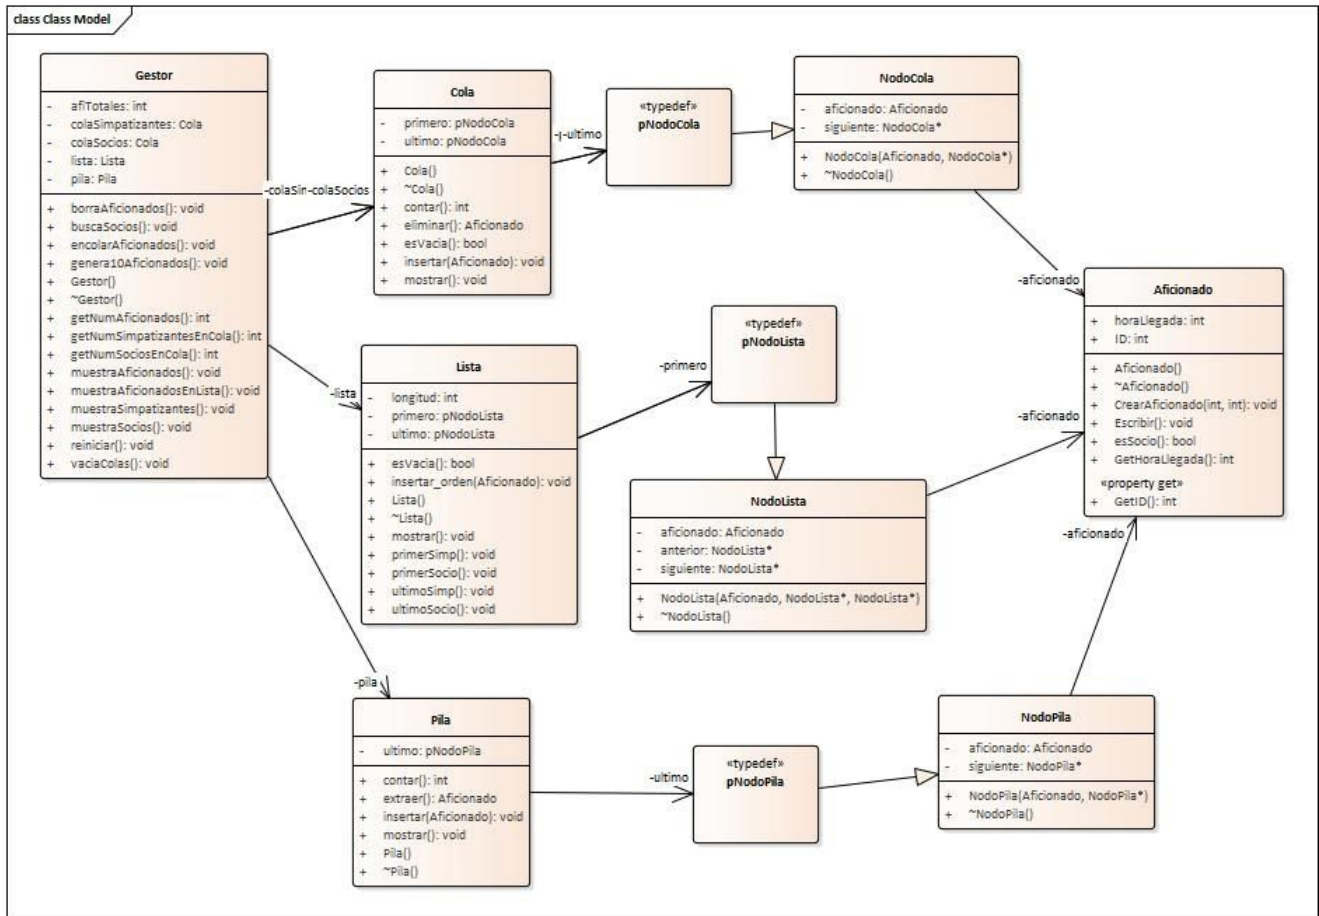 class Class Model
Gestor
- afiTotales: int
- colaSimpatizantes: Cola
- colaSocios: Cola
- lista: Lista
- pila: Pila
+ borraAficionados(): void
+ buscaSocios(): void
+ encolarAficionados(): void
+ genera10Aficionados(): void
+ Gestor()
+ ~Gestor()
+ getNumAficionados(): int
+ getNumSimpatizantesEnCola(): int
+ getNumSociosEnCola(): int
+ muestraAficionados(): void
+ muestraAficionadosEnLista(): void
+ muestraSimpatizantes(): void
+ muestraSocios(): void
+ reiniciar(): void
+ vaciaColas(): void
-colaSocios
Cola
- primero: pNodoCola
- ultimo: pNodoCola
+ Cola()
+ ~Cola()
+ contar(): int
+ eliminar(): Aficionado
+ esVacia(): bool
+ insertar(Aficionado): void
+ mostrar(): void
-ultimo
«typedef»
pNodoCola
NodoCola
- aficionado: Aficionado
- siguiente: NodoCola*
+ NodoCola(Aficionado, NodoCola*)
+ ~NodoCola()
-aficionado
Aficionado
+ horaLlegada: int
+ ID: int
+ Aficionado()
+ ~Aficionado()
+ CrearAficionado(int, int): void
+ Escribir(): void
+ esSocio(): bool
+ GetHoraLlegada(): int
«property get»
+ GetID(): int
-lista
Lista
- longitud: int
- primero: pNodoLista
- ultimo: pNodoLista
+ esVacia(): bool
+ insertar_orden(Aficionado): void
+ Lista()
+ ~Lista()
+ mostrar(): void
+ primerSimp(): void
+ primerSocio(): void
+ ultimoSimp(): void
+ ultimoSocio(): void
-primero
«typedef»
pNodoLista
NodoLista
- aficionado: Aficionado
- anterior: NodoLista*
- siguiente: NodoLista*
+ NodoLista(Aficionado, NodoLista*, NodoLista*)
+ ~NodoLista()
-aficionado
-pila
Pila
- ultimo: pNodoPila
+ contar(): int
+ extraer(): Aficionado
+ insertar(Aficionado): void
+ mostrar(): void
+ Pila()
+ ~Pila()
-ultimo
«typedef»
pNodoPila
NodoPila
- aficionado: Aficionado
- siguiente: NodoPila*
+ NodoPila(Aficionado, NodoPila*)
+ ~NodoPila()
-aficionado